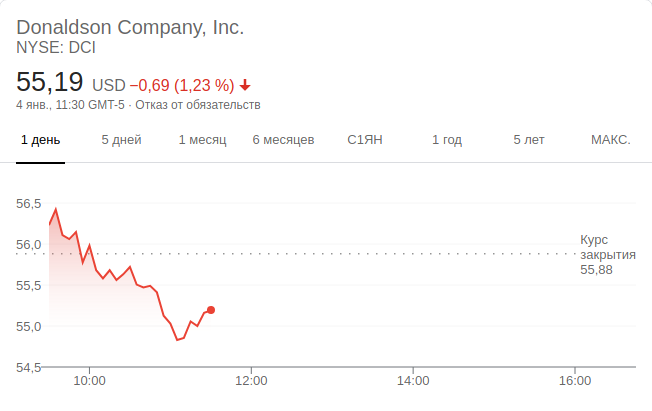 Donaldson Company, Inc.
NYSE: DCI
55,19 USD −0,69 (1,23 %)
4 янв., 11:30 GMT-5 · Отказ от обязательств
1 день 5 дней 1 месяц 6 месяцев С1ЯН 1 год 5 лет МАКС.
56,5
56,0
55,5
55,0
54,5
Курс
закрытия
55,88
10:00 12:00 14:00 16:00